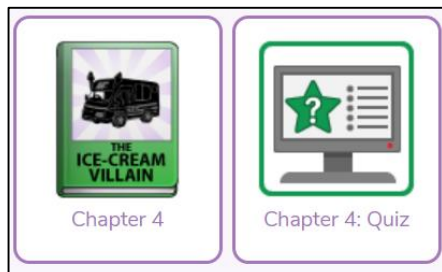 THE
ICE-CREAM
VILLAIN
?
Chapter 4
Chapter 4: Quiz